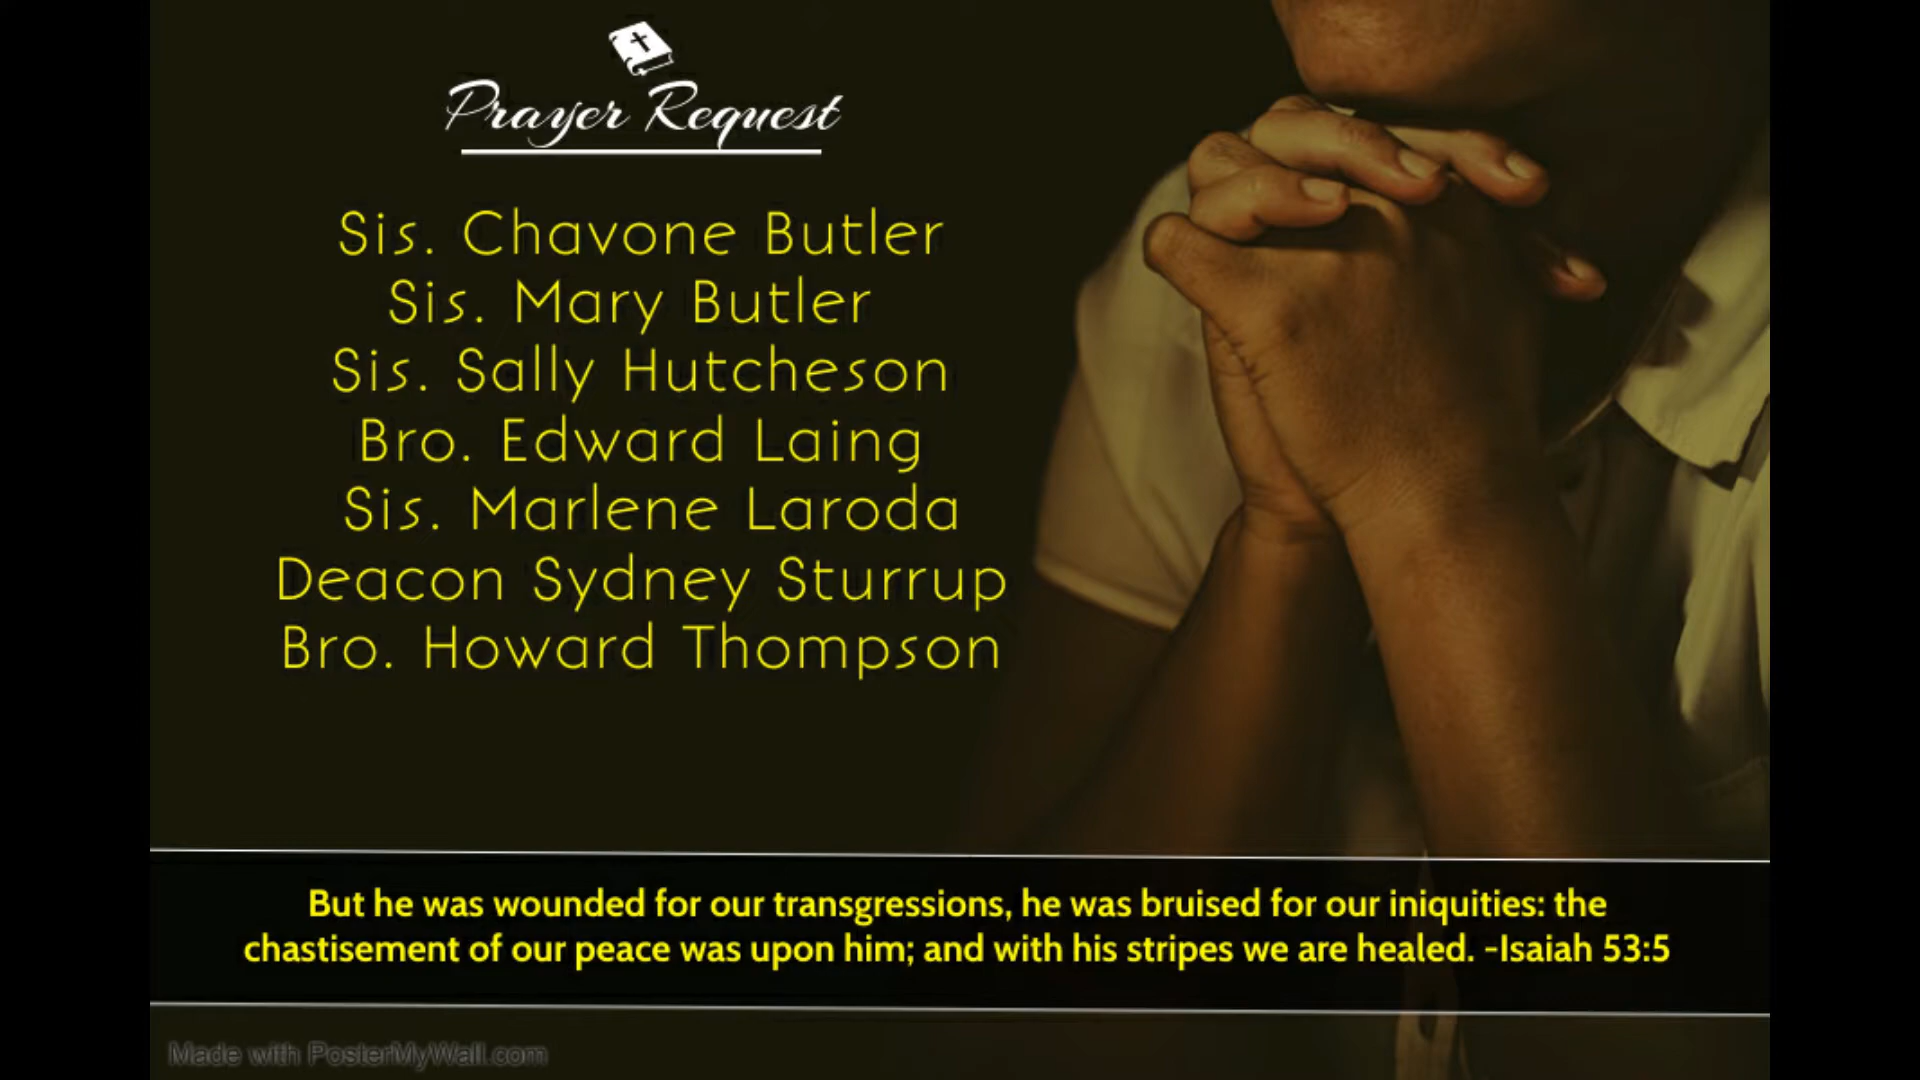 Prayer Request
Sis. Chavone Butler
Sis. Mary Butler
Sis. Sally Hutcheson
Bro. Edward Laing
Sis. Marlene Laroda
Deacon Sydney Sturrup
Bro. Howard Thompson
But he was wounded for our transgressions, he was bruised for our iniquities: the
chastisement of our peace was upon him; and with his stripes we are healed. -Isaiah 53:5
Made with PosterMyWall.com